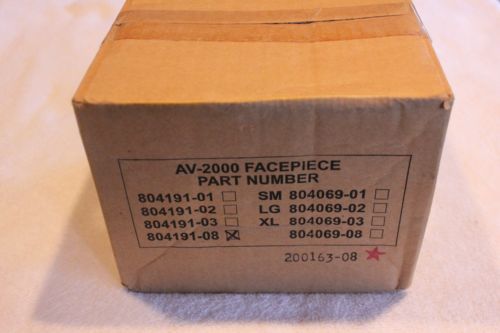 AV-2000 FACEPIECE
PART NUMBER
804191-01 SM 804069-01
804191-02 LG 804069-02
804191-03 XL 804069-03
804191-08 804069-08
200163-08